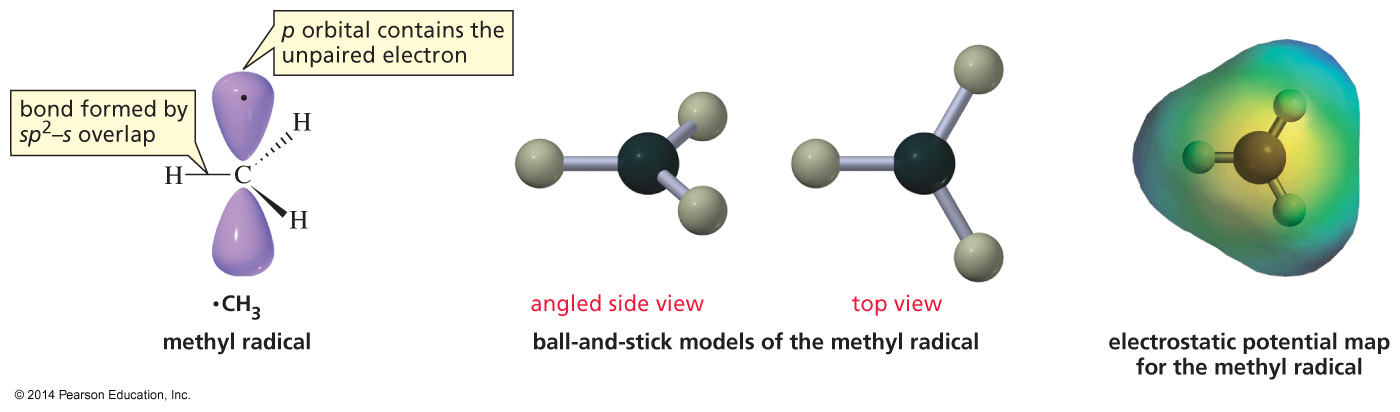 p orbital contains the
unpaired electron
bond formed by
sp²–s overlap
H
H
C
H
•CH₃
methyl radical
angled side view
top view
ball-and-stick models of the methyl radical
electrostatic potential map
for the methyl radical
© 2014 Pearson Education, Inc.